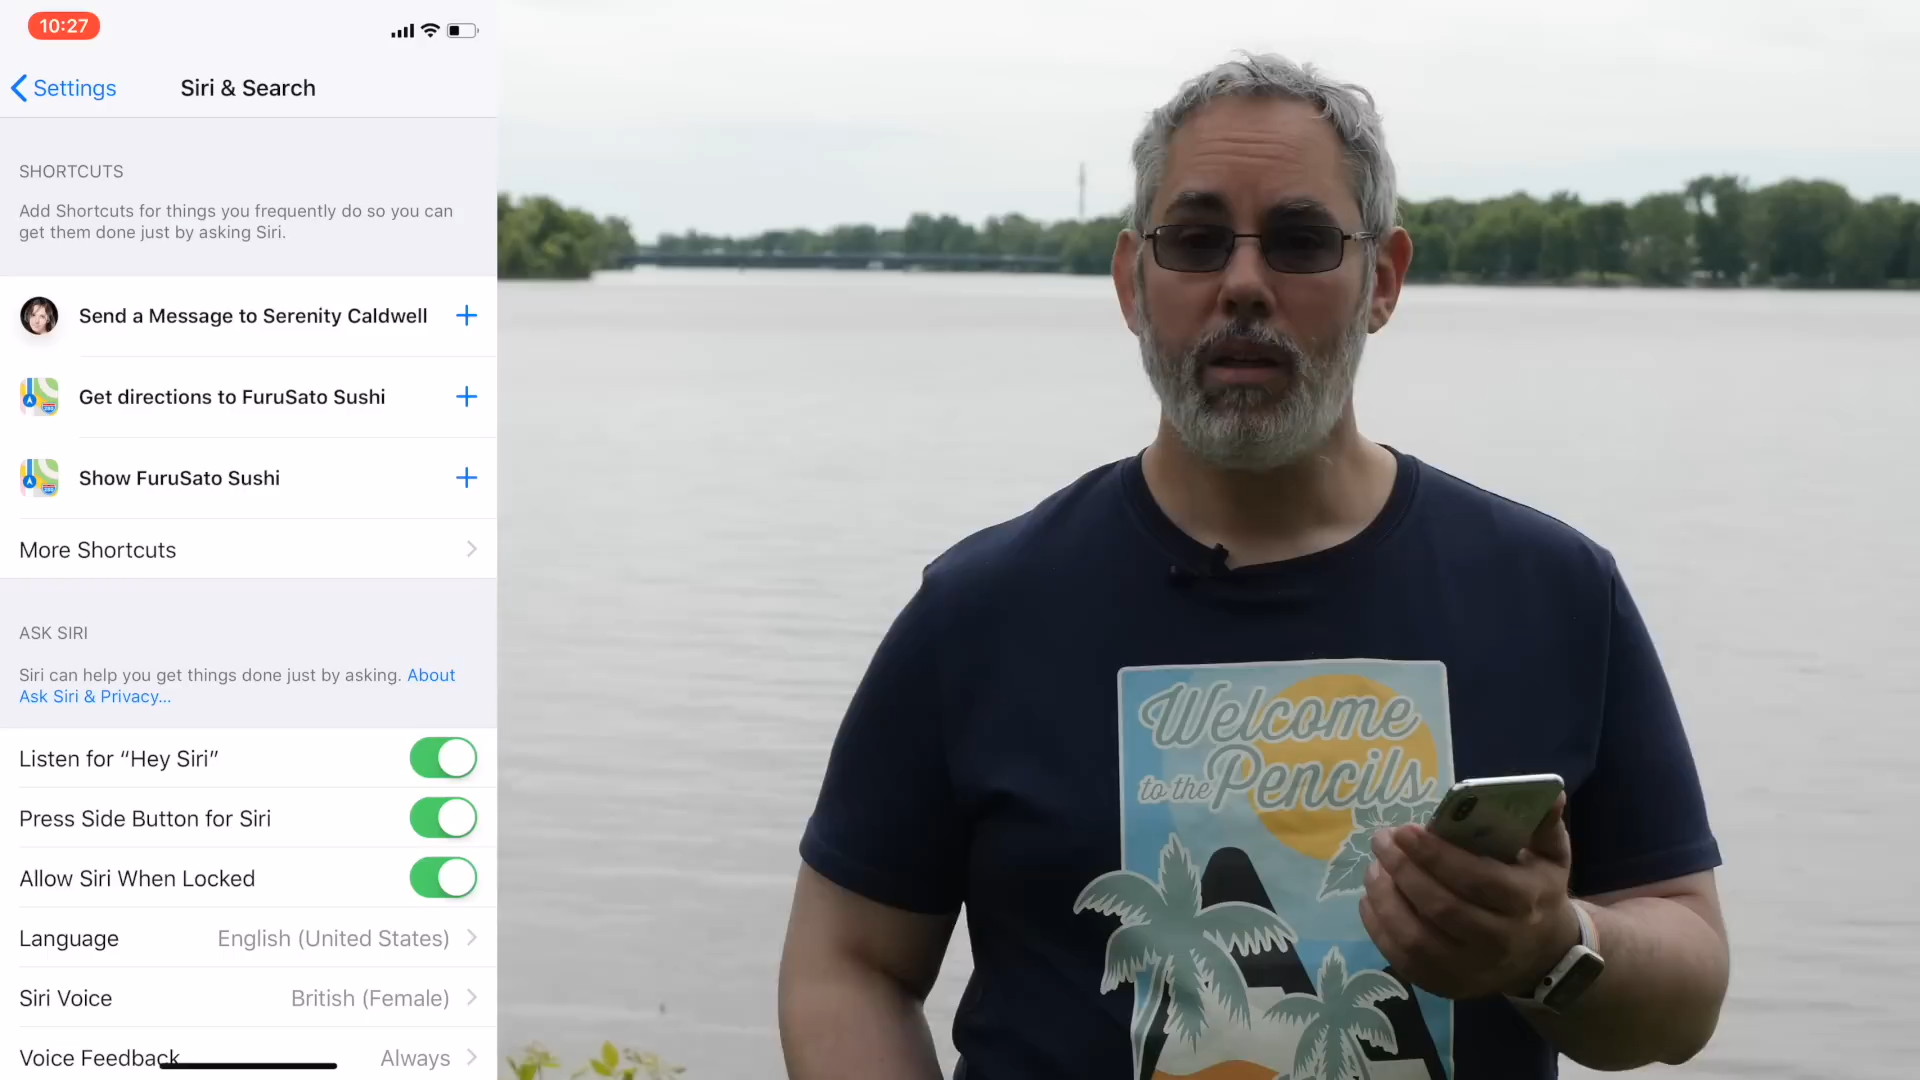 10:27
Settings
Siri & Search
SHORTCUTS
Add Shortcuts for things you frequently do so you can
get them done just by asking Siri.
Send a Message to Serenity Caldwell
Get directions to FuruSato Sushi
Show FuruSato Sushi
More Shortcuts
ASK SIRI
Siri can help you get things done just by asking. About
Ask Siri & Privacy...
Listen for “Hey Siri”
Press Side Button for Siri
Allow Siri When Locked
Language English (United States)
Siri Voice British (Female)
Voice Feedback Always
Welcome
to the Pencils